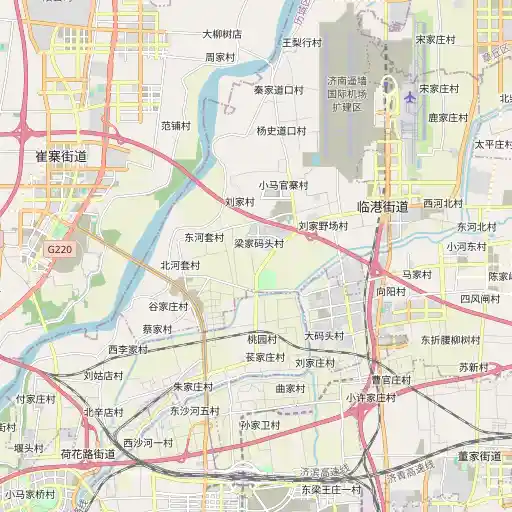 历城区
大柳树店
王梨行村
宋家庄村
周家村
济南遥墙
国际机场
扩建区
秦家道口村
宋家庄村
鹿家庄村
范铺村
杨史道口村
太平庄村
崔寨街道
小马官寨村
刘家村
临港街道
西河北村
刘家野场村
东河北村
东河套村
梁家码头村
小河东村
G220
北河套村
马家村
向阳村
谷家庄村
四风闸村
蔡家村
桃园村
大码头村
东折腰柳树村
西李家村
苌家庄村
刘家庄村
苏新村
刘姑店村
朱家庄村
曲家村
曹官庄村
付家庄村
北辛店村
东沙河五村
小许家庄村
孙家卫村
堰头村
西沙河一村
荷花路街道
董家街道
济滨高速线
济青高线
小马家桥村
东梁王庄一村